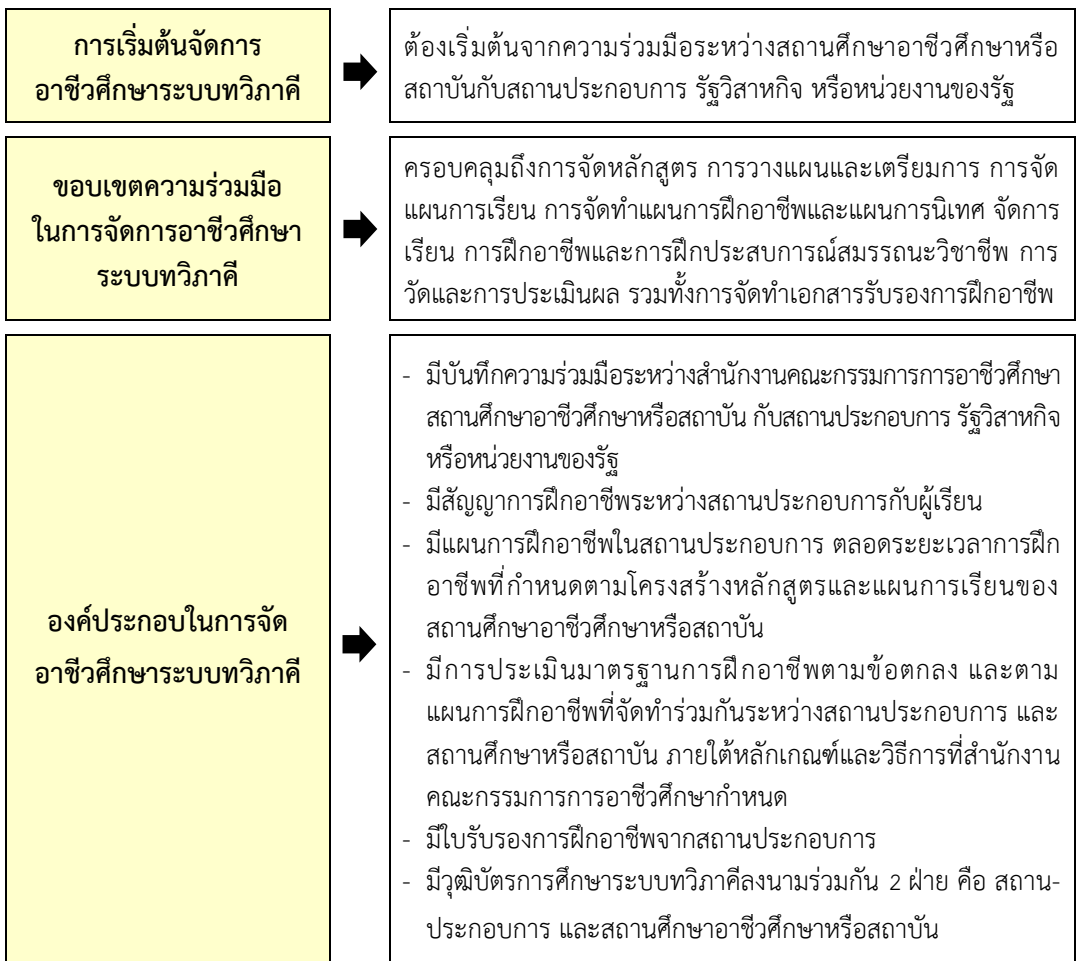 การเริ่มต้นจัดการ
อาชีวศึกษาระบบทวิภาคี
ต้องเริ่มต้นจากความร่วมมือระหว่างสถานศึกษาอาชีวศึกษาหรือ
สถาบันกับสถานประกอบการ รัฐวิสาหกิจ หรือหน่วยงานของรัฐ
ขอบเขตความร่วมมือ
ในการจัดการอาชีวศึกษา
ระบบทวิภาคี
ครอบคลุมถึงการจัดหลักสูตร การวางแผนและเตรียมการ การจัด
แผนการเรียน การจัดทำแผนการฝึกอาชีพและแผนการนิเทศ จัดการ
เรียน การฝึกอาชีพและการฝึกประสบการณ์สมรรถนะวิชาชีพ การ
วัดและการประเมินผล รวมทั้งการจัดทำเอกสารรับรองการฝึกอาชีพ
องค์ประกอบในการจัด
อาชีวศึกษาระบบทวิภาคี
- มีบันทึกความร่วมมือระหว่างสำนักงานคณะกรรมการการอาชีวศึกษา
สถานศึกษาอาชีวศึกษาหรือสถาบัน กับสถานประกอบการ รัฐวิสาหกิจ
หรือหน่วยงานของรัฐ
- มีสัญญาการฝึกอาชีพระหว่างสถานประกอบการกับผู้เรียน
- มีแผนการฝึกอาชีพในสถานประกอบการ ตลอดระยะเวลาการฝึก
อาชีพที่กำหนดตามโครงสร้างหลักสูตรและแผนการเรียนของ
สถานศึกษาอาชีวศึกษาหรือสถาบัน
- มีการประเมินมาตรฐานการฝึกอาชีพตามข้อตกลง และตาม
แผนการฝึกอาชีพที่จัดทำร่วมกันระหว่างสถานประกอบการ และ
สถานศึกษาหรือสถาบัน ภายใต้หลักเกณฑ์และวิธีการที่สำนักงาน
คณะกรรมการการอาชีวศึกษากำหนด
- มีใบรับรองการฝึกอาชีพจากสถานประกอบการ
- มีวุฒิบัตรการศึกษาระบบทวิภาคีลงนามร่วมกัน 2 ฝ่าย คือ สถาน-
ประกอบการ และสถานศึกษาอาชีวศึกษาหรือสถาบัน